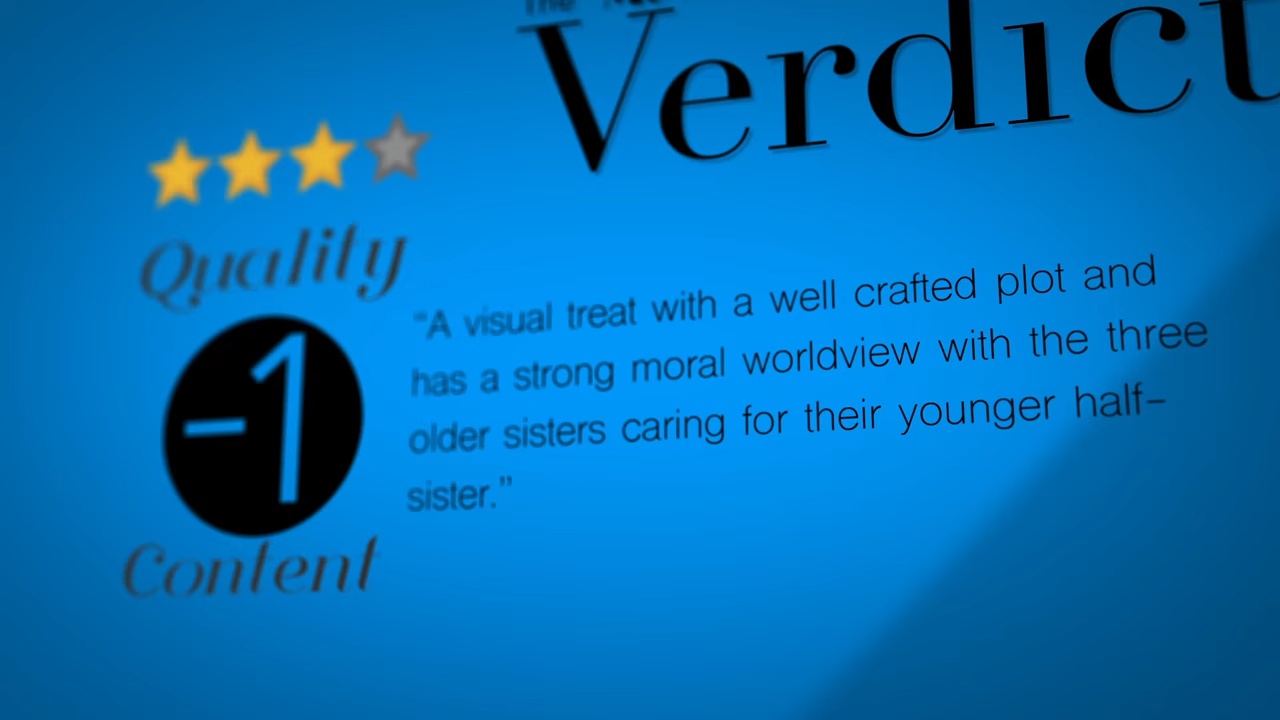 The
Verdict
Quality
-1
Content
“A visual treat with a well crafted plot and
has a strong moral worldview with the three
older sisters caring for their younger half–
sister.”